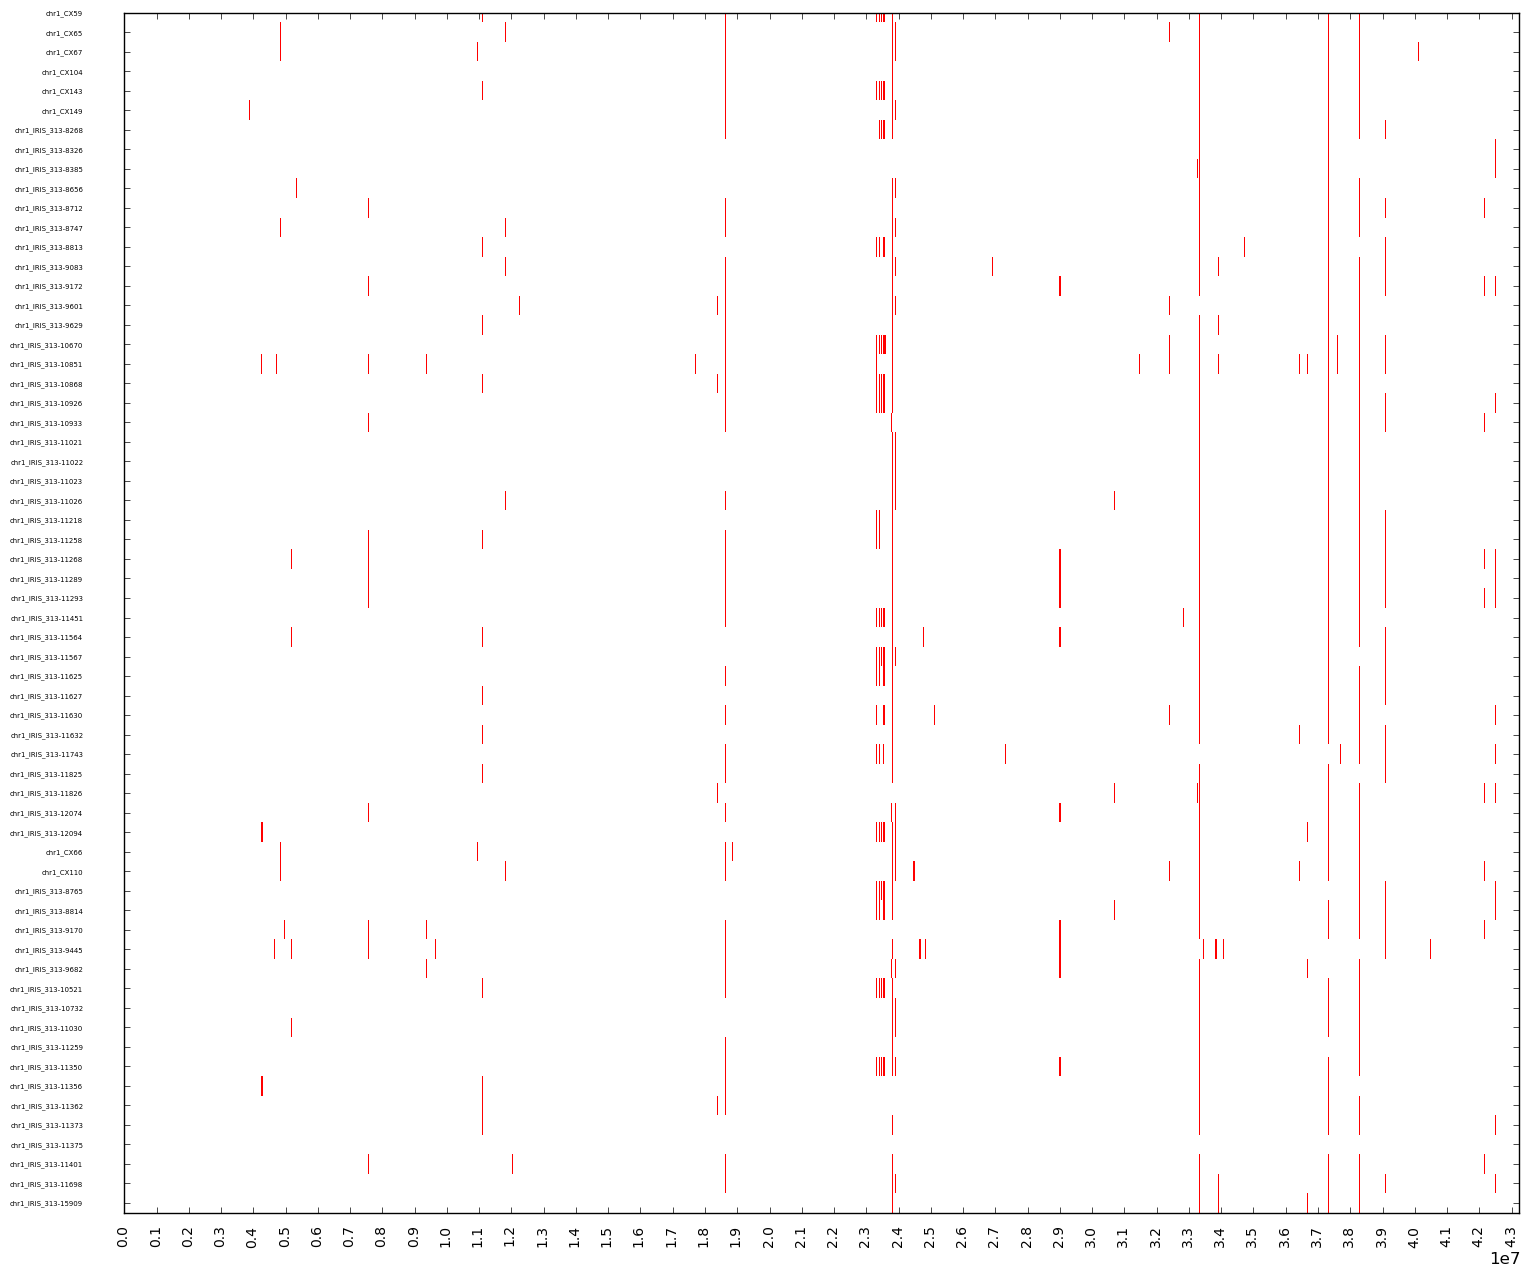 chr1_CX59
chr1_CX65
chr1_CX67
chr1_CX104
chr1_CX143
chr1_CX149
chr1_IRIS_313-8268
chr1_IRIS_313-8326
chr1_IRIS_313-8385
chr1_IRIS_313-8656
chr1_IRIS_313-8712
chr1_IRIS_313-8747
chr1_IRIS_313-8813
chr1_IRIS_313-9083
chr1_IRIS_313-9172
chr1_IRIS_313-9601
chr1_IRIS_313-9629
chr1_IRIS_313-10670
chr1_IRIS_313-10851
chr1_IRIS_313-10868
chr1_IRIS_313-10926
chr1_IRIS_313-10933
chr1_IRIS_313-11021
chr1_IRIS_313-11022
chr1_IRIS_313-11023
chr1_IRIS_313-11026
chr1_IRIS_313-11218
chr1_IRIS_313-11258
chr1_IRIS_313-11268
chr1_IRIS_313-11289
chr1_IRIS_313-11293
chr1_IRIS_313-11451
chr1_IRIS_313-11564
chr1_IRIS_313-11567
chr1_IRIS_313-11625
chr1_IRIS_313-11627
chr1_IRIS_313-11630
chr1_IRIS_313-11632
chr1_IRIS_313-11743
chr1_IRIS_313-11825
chr1_IRIS_313-11826
chr1_IRIS_313-12074
chr1_IRIS_313-12094
chr1_CX66
chr1_CX110
chr1_IRIS_313-8765
chr1_IRIS_313-8814
chr1_IRIS_313-9170
chr1_IRIS_313-9445
chr1_IRIS_313-9682
chr1_IRIS_313-10521
chr1_IRIS_313-10732
chr1_IRIS_313-11030
chr1_IRIS_313-11259
chr1_IRIS_313-11350
chr1_IRIS_313-11356
chr1_IRIS_313-11362
chr1_IRIS_313-11373
chr1_IRIS_313-11375
chr1_IRIS_313-11401
chr1_IRIS_313-11698
chr1_IRIS_313-15909
0.0 0.1 0.2 0.3 0.4 0.5 0.6 0.7 0.8 0.9 1.0 1.1 1.2 1.3 1.4 1.5 1.6 1.7 1.8 1.9 2.0 2.1 2.2 2.3 2.4 2.5 2.6 2.7 2.8 2.9 3.0 3.1 3.2 3.3 3.4 3.5 3.6 3.7 3.8 3.9 4.0 4.1 4.2 4.3
1e7